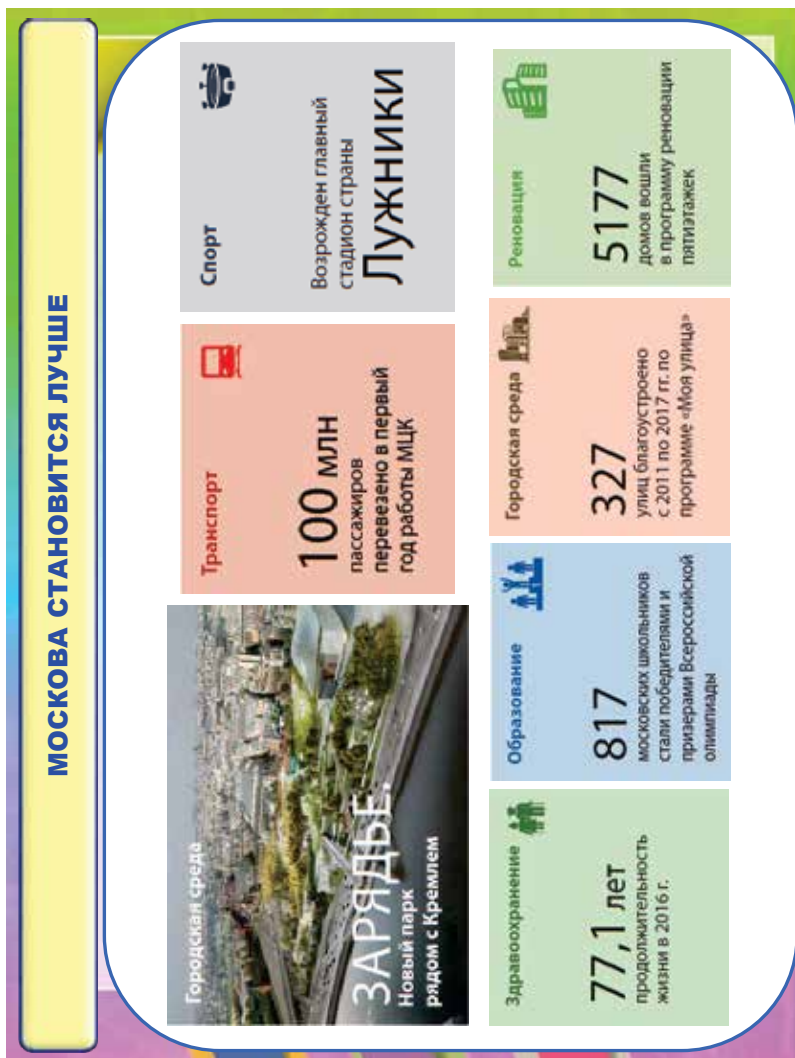 МОСКОВА СТАНОВИТСЯ ЛУЧШЕ
Городская среда
ЗАРЯДЬЕ.
Новый парк
рядом с Кремлем
Транспорт
100 млн
пассажиров
перевезено в первый
год работы МЦК
Спорт
Возрожден главный
стадион страны
Лужники
Здравоохранение
77,1 лет
продолжительность
жизни в 2016 г.
Образование
817
московских школьников
стали победителями и
призерами Всероссийской
олимпиады
Городская среда
327
улиц благоустроено
с 2011 по 2017 гг. по
программе «Моя улица»
Реновация
5177
домов вошли
в программу реновации
пятиэтажек